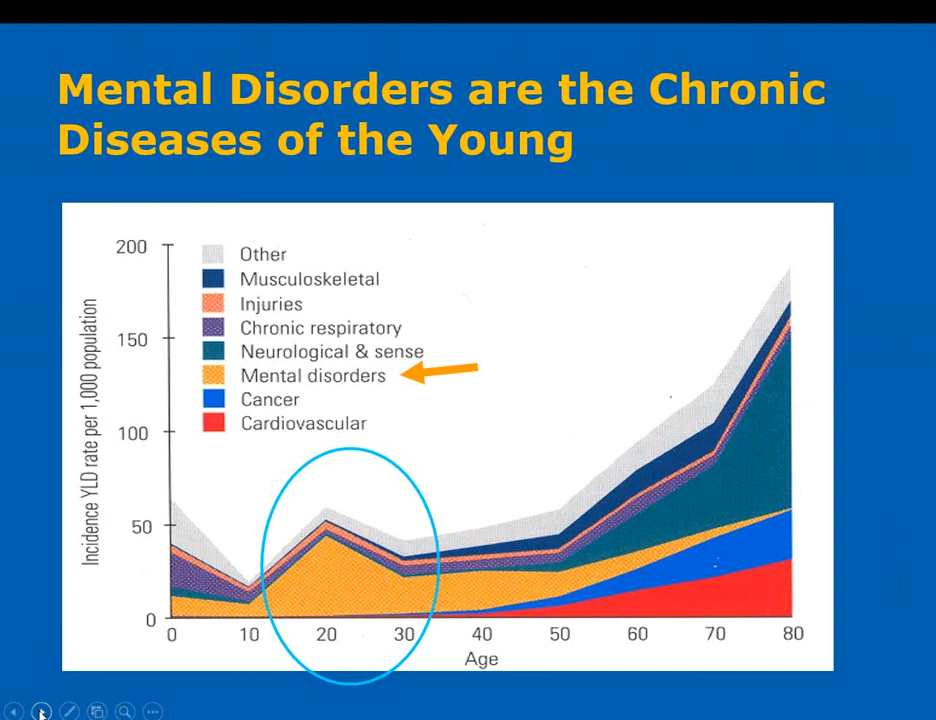 Mental Disorders are the Chronic
Diseases of the Young
Incidence YLD rate per 1,000 population
200
150
100
50
0
Other
Musculoskeletal
Injuries
Chronic respiratory
Neurological & sense
Mental disorders
Cancer
Cardiovascular
0 10 20 30 40 50 60 70 80
Age